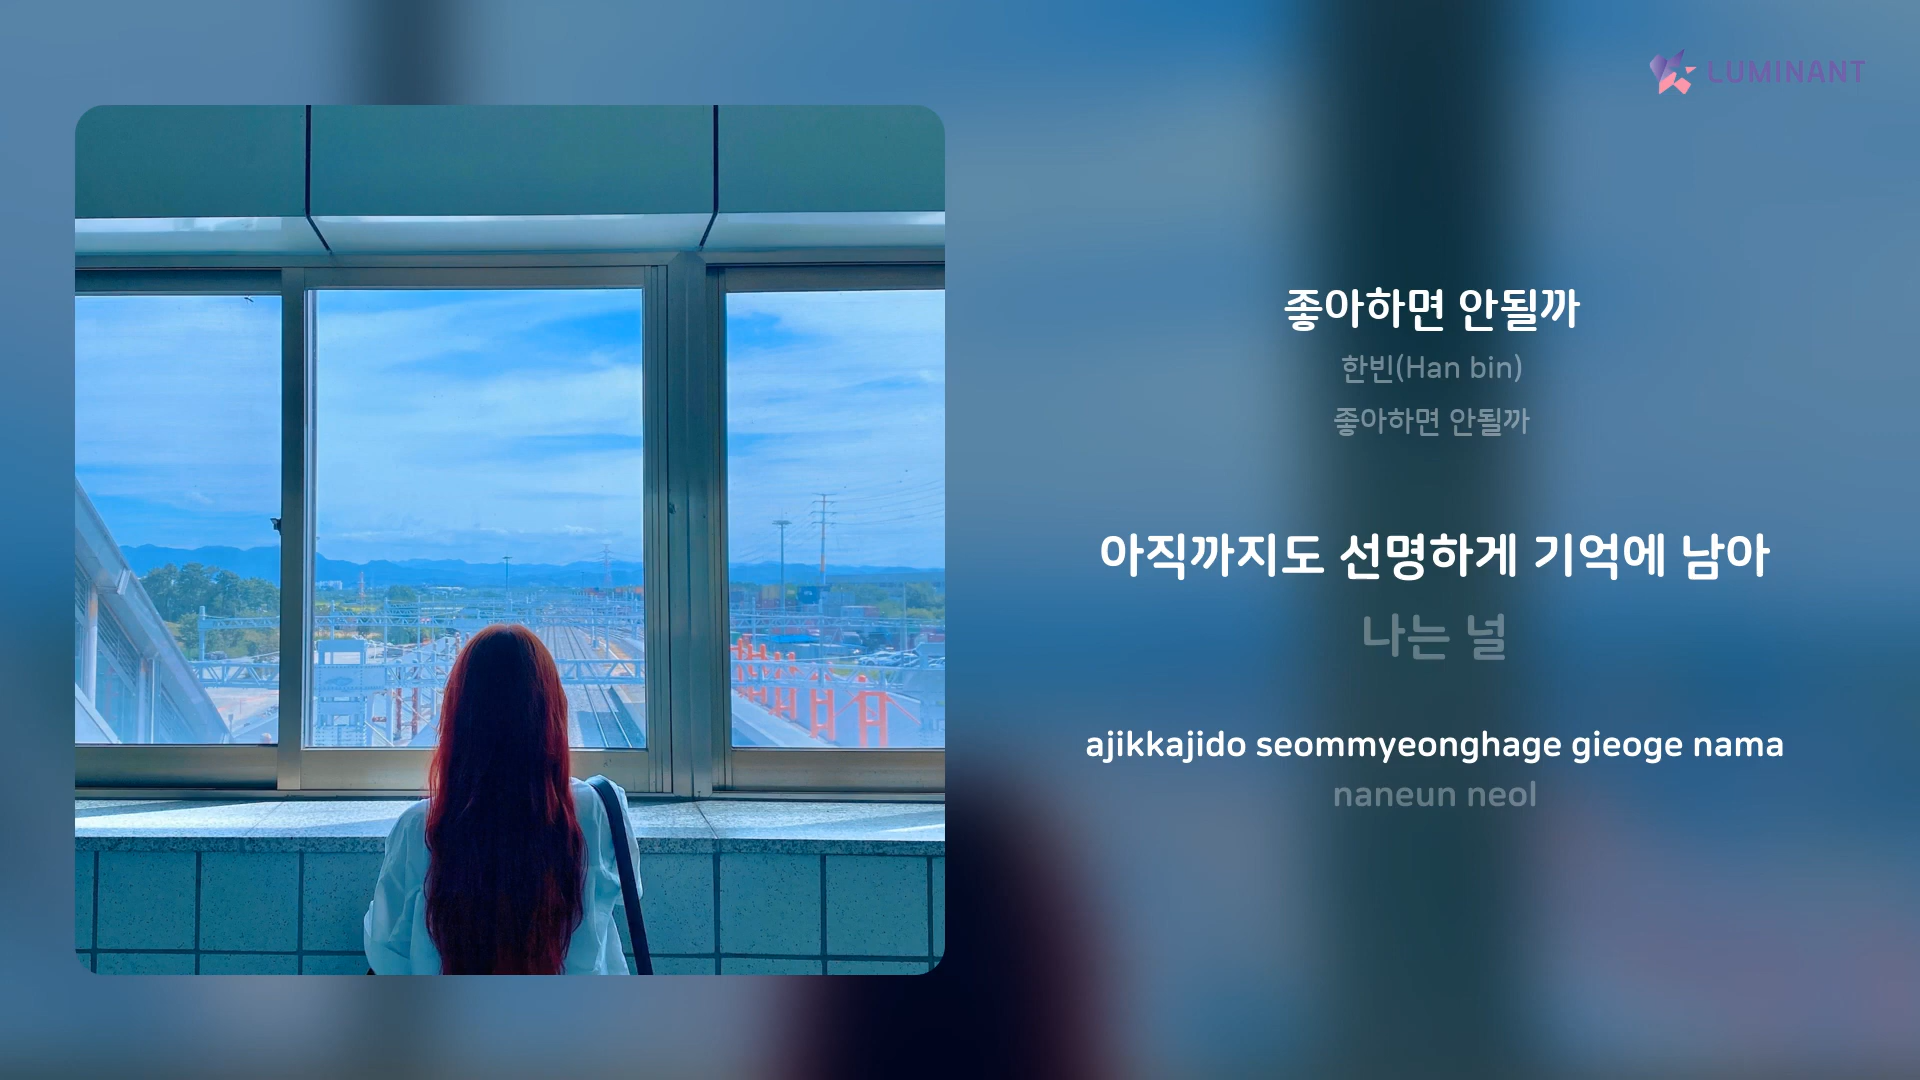 LUMINANT
좋아하면 안될까
한빈(Han bin)
좋아하면 안될까
아직까지도 선명하게 기억에 남아
나는 널
ajikkajido seommyeonghage gieoge nama
naneun neol